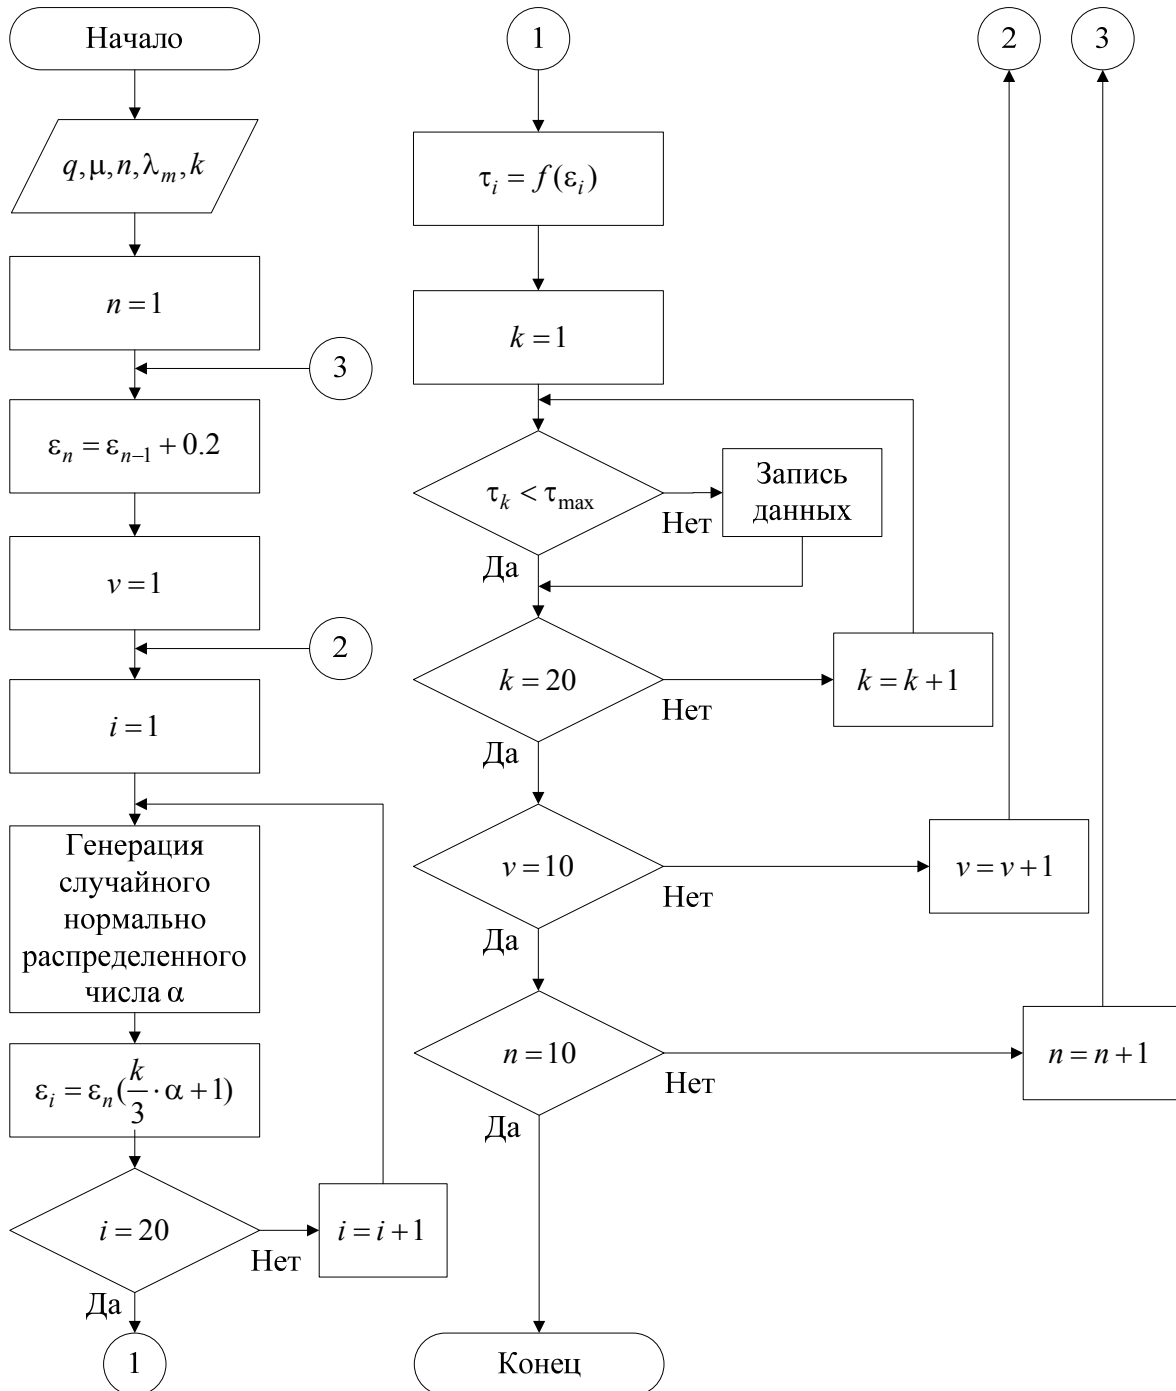 Начало
q, μ, n, λ_m, k
n = 1
3
ε_n = ε_{n−1} + 0.2
v = 1
2
i = 1
Генерация
случайного
нормально
распределенного
числа α
ε_i = ε_n(k/3 · α + 1)
i = 20
Нет
i = i + 1
Да
1
1
τ_i = f(ε_i)
k = 1
τ_k < τ_max
Нет
Запись
данных
Да
k = 20
Нет
k = k + 1
Да
v = 10
Нет
v = v + 1
Да
n = 10
Нет
n = n + 1
Да
Конец
2
3